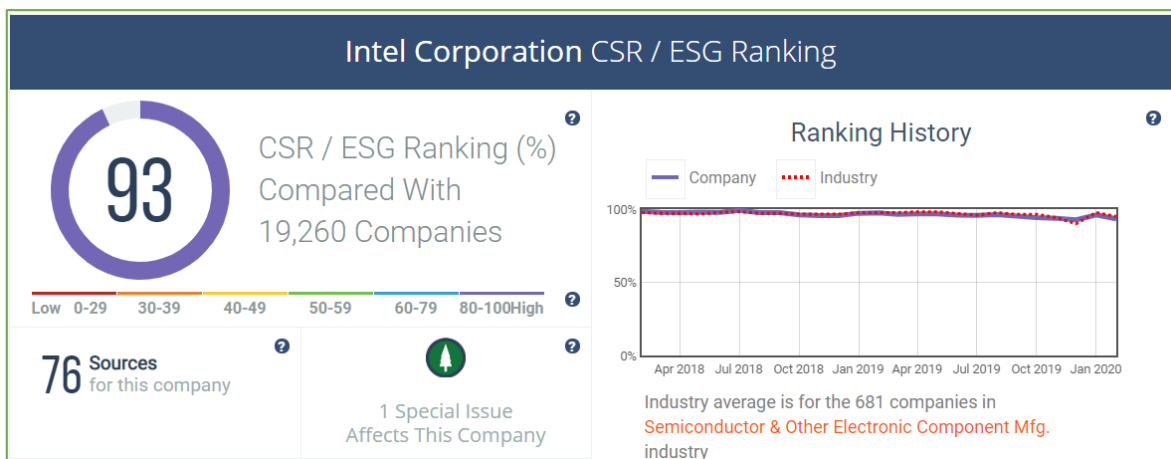 Intel Corporation CSR / ESG Ranking
93
CSR / ESG Ranking (%)
Compared With
19,260 Companies
?
Low 0-29 30-39 40-49 50-59 60-79 80-100High
?
76 Sources
for this company
?
?
1 Special Issue
Affects This Company
Ranking History
?
Company Industry
100%
50%
0%
Apr 2018 Jul 2018 Oct 2018 Jan 2019 Apr 2019 Jul 2019 Oct 2019 Jan 2020
Industry average is for the 681 companies in
Semiconductor & Other Electronic Component Mfg.
industry